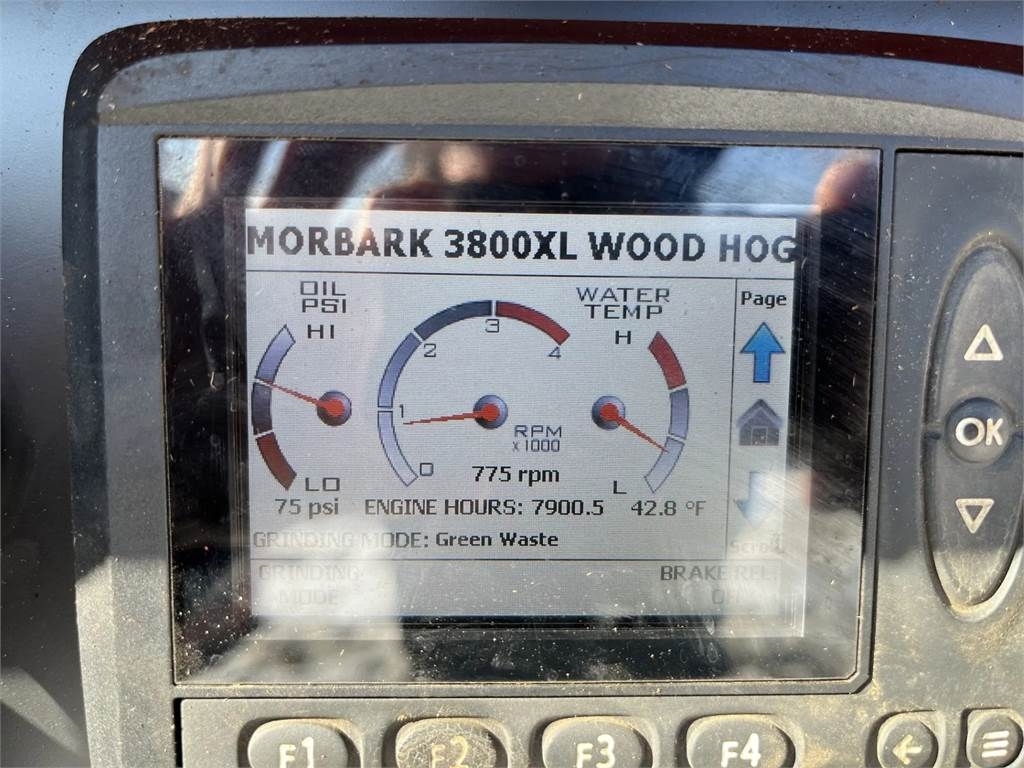 MORBARK 3800XL WOOD HOG
OIL
PSI
HI
LO
75 psi
0
1
2
3
4
RPM
x1000
775 rpm
WATER
TEMP
H
L
42.8 °F
ENGINE HOURS: 7900.5
GRINDING MODE: Green Waste
Page
Scroll
GRINDING
MODE
BRAKE REL.
OK
F1
F2
F3
F4